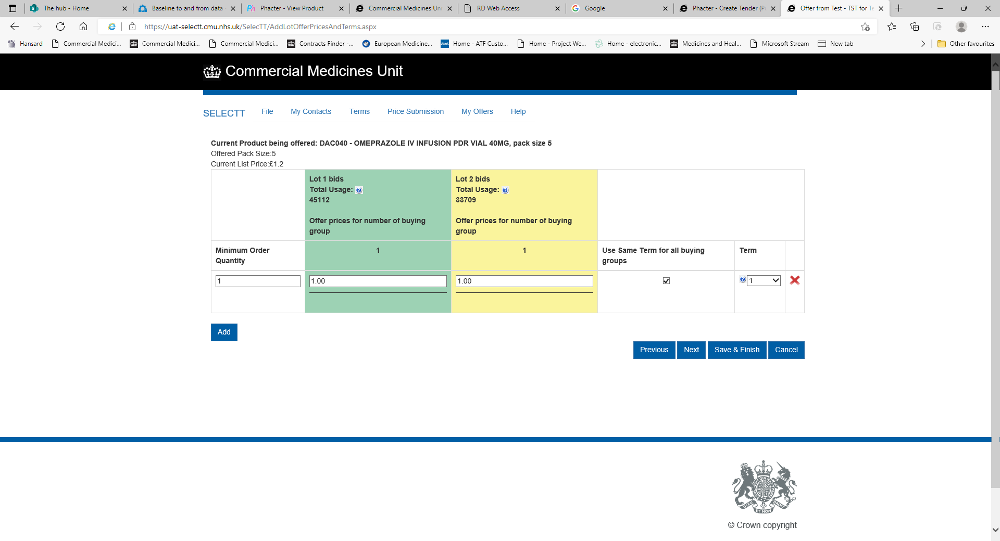 The hub - Home
Baseline to and from data
Phacter - View Product
Commercial Medicines Uni
RD Web Access
Google
Phacter - Create Tender (P
Offer from Test - TST for Te
https://uat-selectt.cmu.nhs.uk/SelecTT/AddLotOfferPricesAndTerms.aspx
Hansard
Commercial Medici...
Commercial Medici...
Commercial Medici...
Contracts Finder -...
European Medicine...
Atos
Home - ATF Custo...
Home - Project We...
Home - electronic...
Medicines and Heal...
Microsoft Stream
New tab
Other favourites
Commercial Medicines Unit
SELECTT File My Contacts Terms Price Submission My Offers Help
Current Product being offered: DAC040 - OMEPRAZOLE IV INFUSION PDR VIAL 40MG, pack size 5
Offered Pack Size:5
Current List Price:£1.2
Lot 1 bids
Total Usage:
45112
Offer prices for number of buying
group
Lot 2 bids
Total Usage:
33709
Offer prices for number of buying
group
Minimum Order
Quantity
1
1
Use Same Term for all buying
groups
Term
1
1.00
1.00
1
Add
Previous Next Save & Finish Cancel
DIEU ET MON DROIT
© Crown copyright